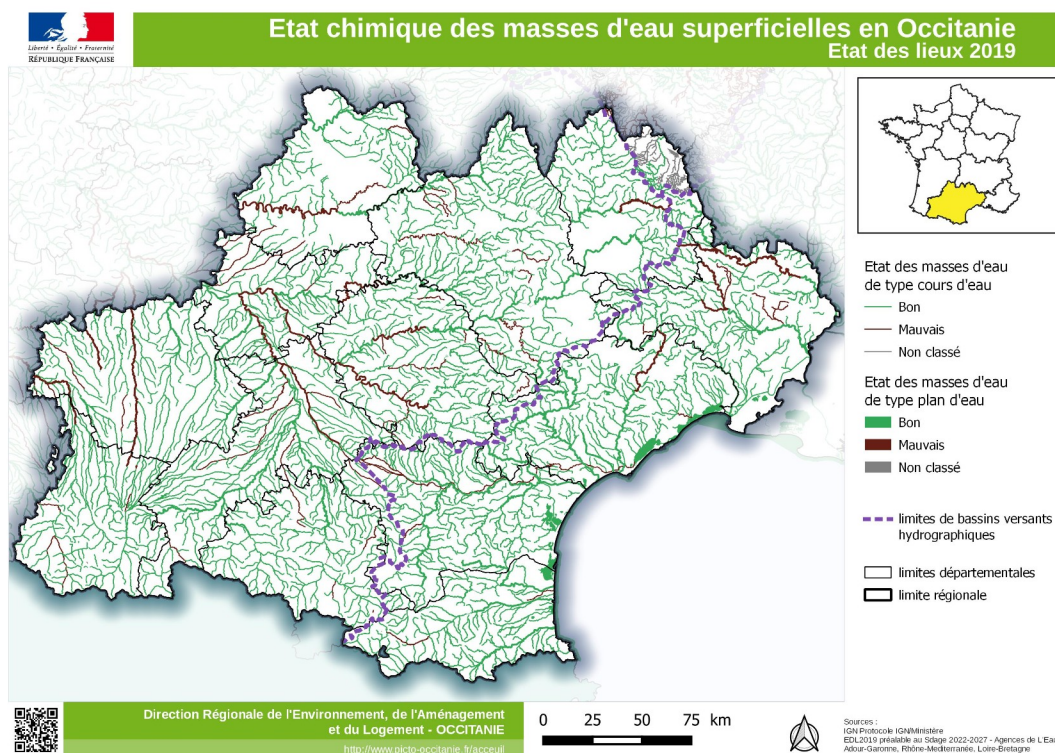 Etat chimique des masses d'eau superficielles en Occitanie
Etat des lieux 2019
Liberté • Égalité • Fraternité
RÉPUBLIQUE FRANÇAISE
Etat des masses d'eau
de type cours d'eau
Bon
Mauvais
Non classé
Etat des masses d'eau
de type plan d'eau
Bon
Mauvais
Non classé
limites de bassins versants
hydrographiques
limites départementales
limite régionale
Direction Régionale de l'Environnement, de l'Aménagement
et du Logement - OCCITANIE
http://www.picto-occitanie.fr/acceuil
0 25 50 75 km
Sources :
IGN Protocole IGN/Ministère
EDL2019 préalable au Sdage 2022-2027 - Agences de L'Eau
Adour-Garonne, Rhône-Mediterranée, Loire-Bretagne